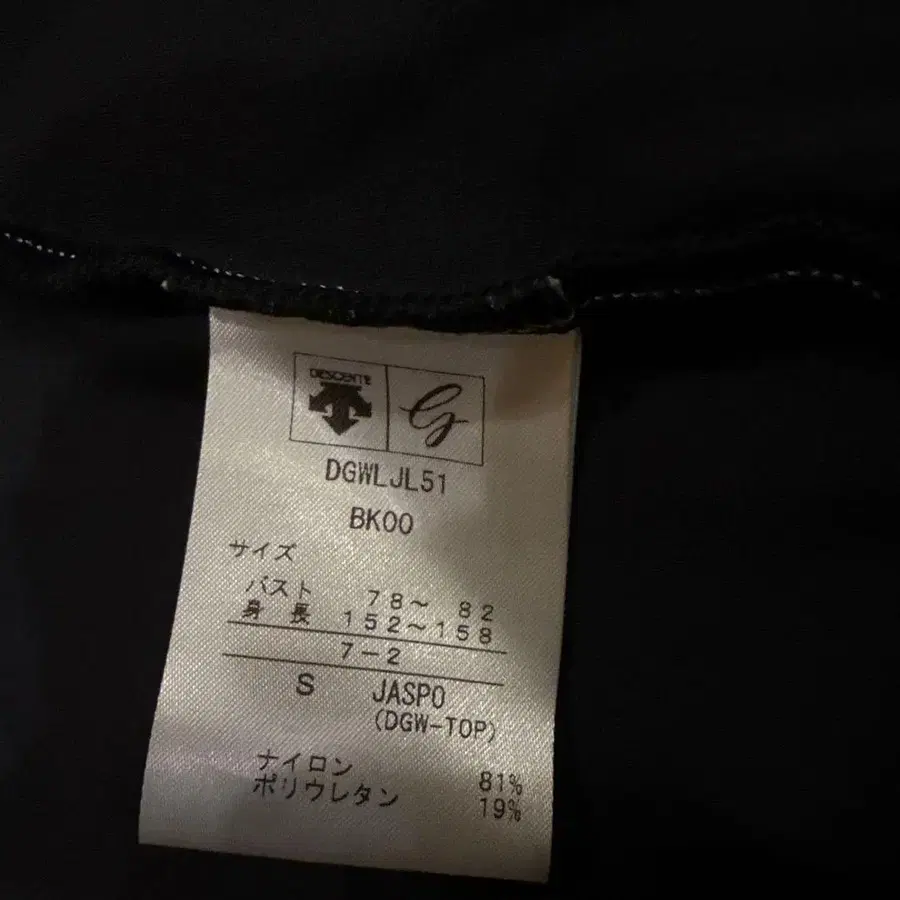 DESCENTE G
DGWLJL51
BK00
サイズ
バスト 78～ 82
身 長 152～158
7－2
S JASPO
(DGW-TOP)
ナイロン 81%
ポリウレタン 19%